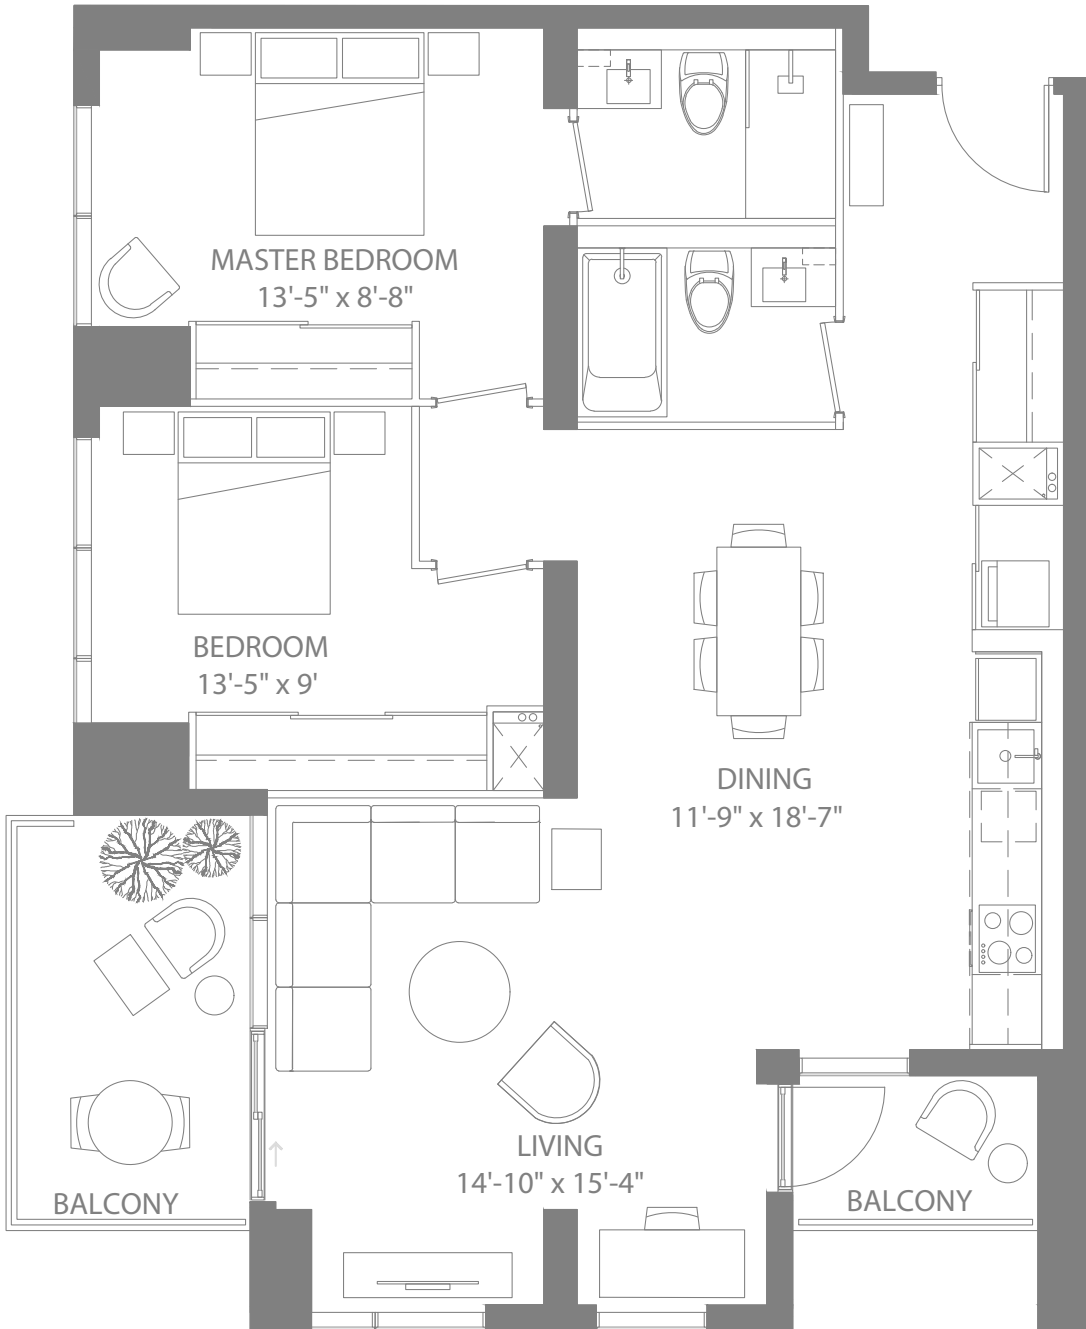 MASTER BEDROOM
13'-5" x 8'-8"
BEDROOM
13'-5" x 9'
DINING
11'-9" x 18'-7"
LIVING
14'-10" x 15'-4"
BALCONY
BALCONY